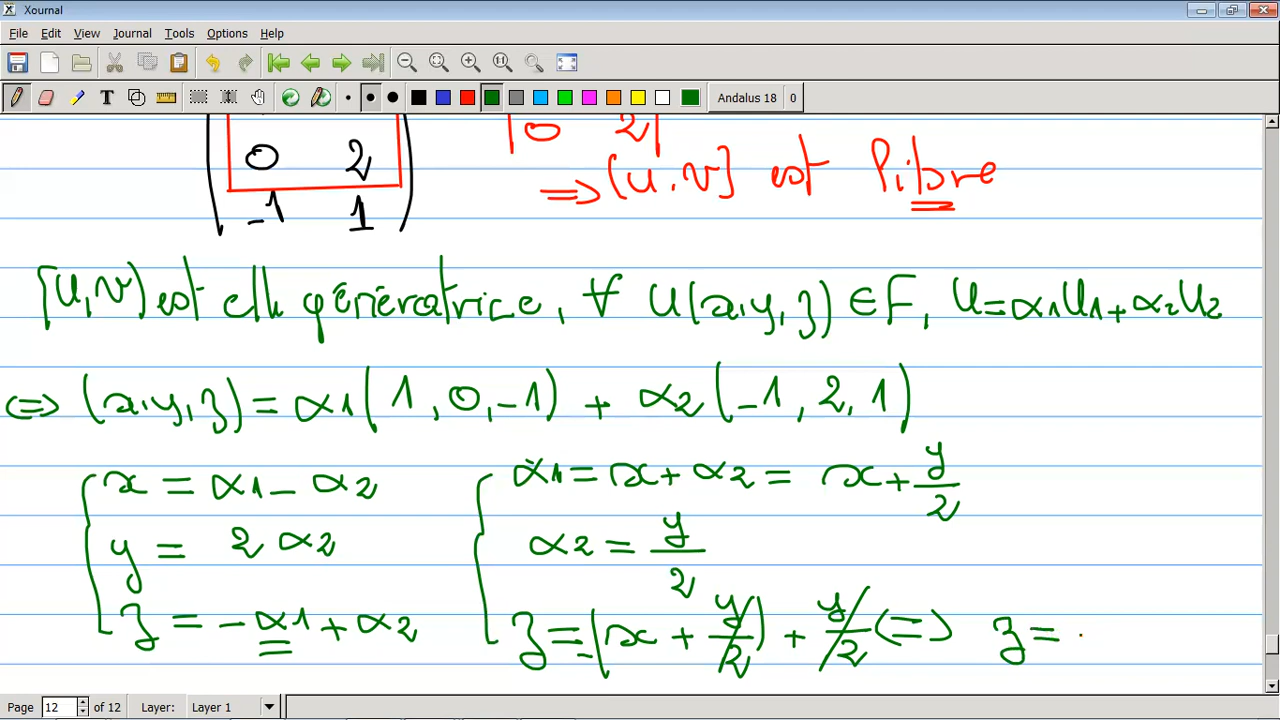 Xournal
File Edit View Journal Tools Options Help
Andalus 18 0
|0 2|
0 2
⟹ {u,v} est libre
-1 1
{u,v} est elle génératrice, ∀ U(x,y,z) ∈ F, U=α1U1+α2U2
⟺ (x,y,z) = α1(1,0,-1) + α2(-1,2,1)
x = α1 - α2 α1 = x + α2 = x + y/2
y = 2α2 α2 = y/2
z = -α1 + α2 z = -(x + y/2) + y/2 ⟺ z =
Page 12 of 12 Layer: Layer 1